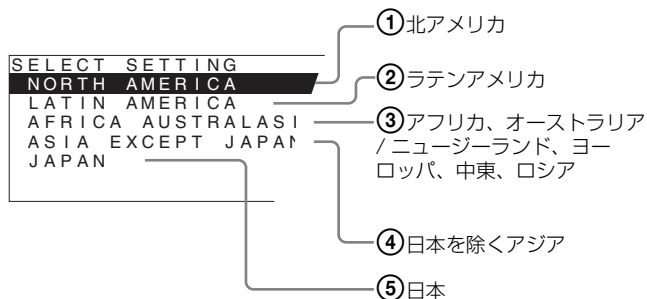 SELECT SETTING
NORTH AMERICA
LATIN AMERICA
AFRICA AUSTRALASI
ASIA EXCEPT JAPAN
JAPAN
①北アメリカ
②ラテンアメリカ
③アフリカ、オーストラリア
/ ニュージーランド、ヨー
ロッパ、中東、ロシア
④日本を除くアジア
⑤日本